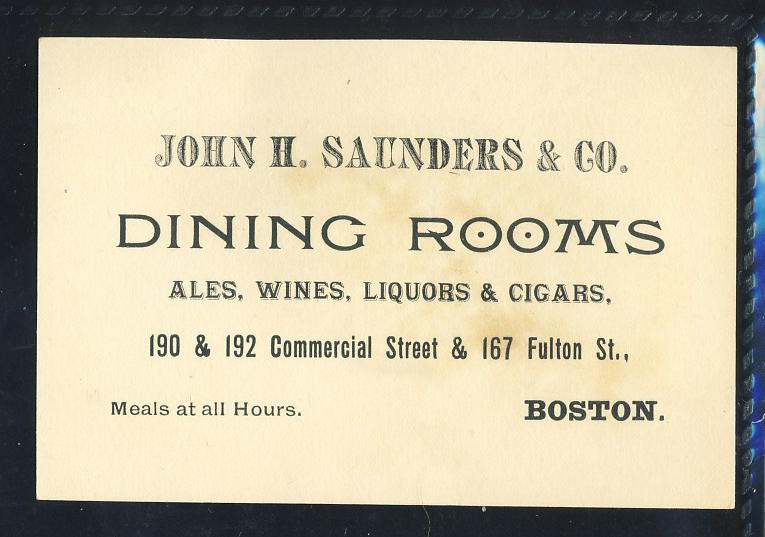 JOHN H. SAUNDERS & CO.
DINING ROOMS
ALES, WINES, LIQUORS & CIGARS,
190 & 192 Commercial Street & 167 Fulton St.,
Meals at all Hours. BOSTON.